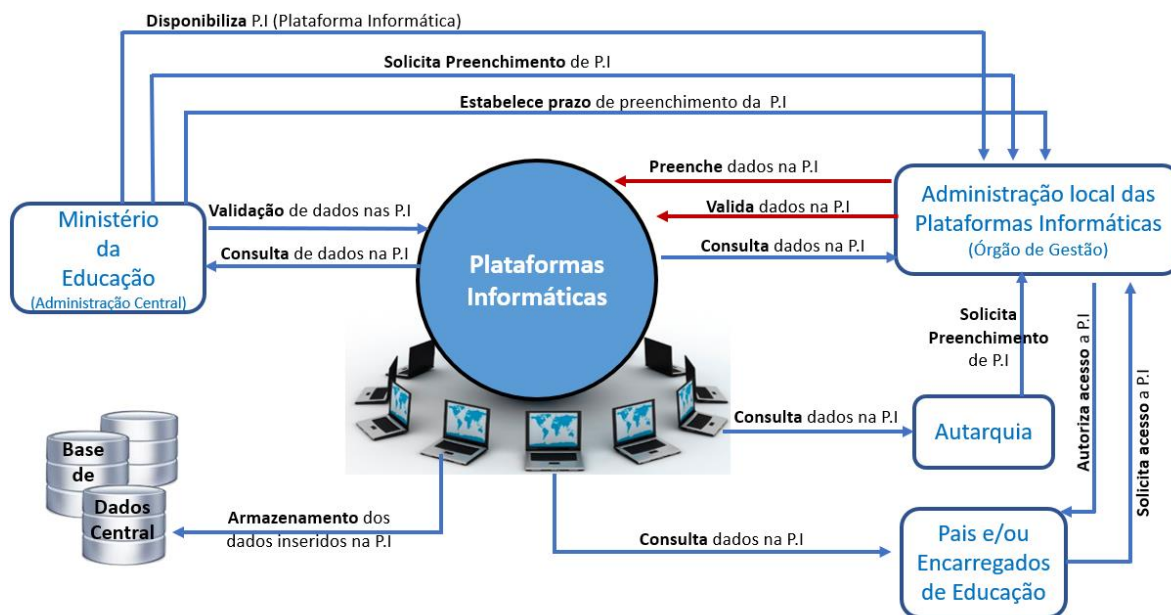 Disponibiliza P.I (Plataforma Informática)
Solicita Preenchimento de P.I
Estabelece prazo de preenchimento da P.I
Preenche dados na P.I
Valida dados na P.I
Consulta dados na P.I
Administração local das
Plataformas Informáticas
(Órgão de Gestão)
Ministério
da
Educação
(Administração Central)
Validação de dados nas P.I
Consulta de dados na P.I
Plataformas
Informáticas
Solicita
Preenchimento
de P.I
Autoriza acesso a P.I
Solicita acesso a P.I
Consulta dados na P.I
Autarquia
Base
de
Dados
Central
Armazenamento dos
dados inseridos na P.I
Consulta dados na P.I
Pais e/ou
Encarregados
de Educação